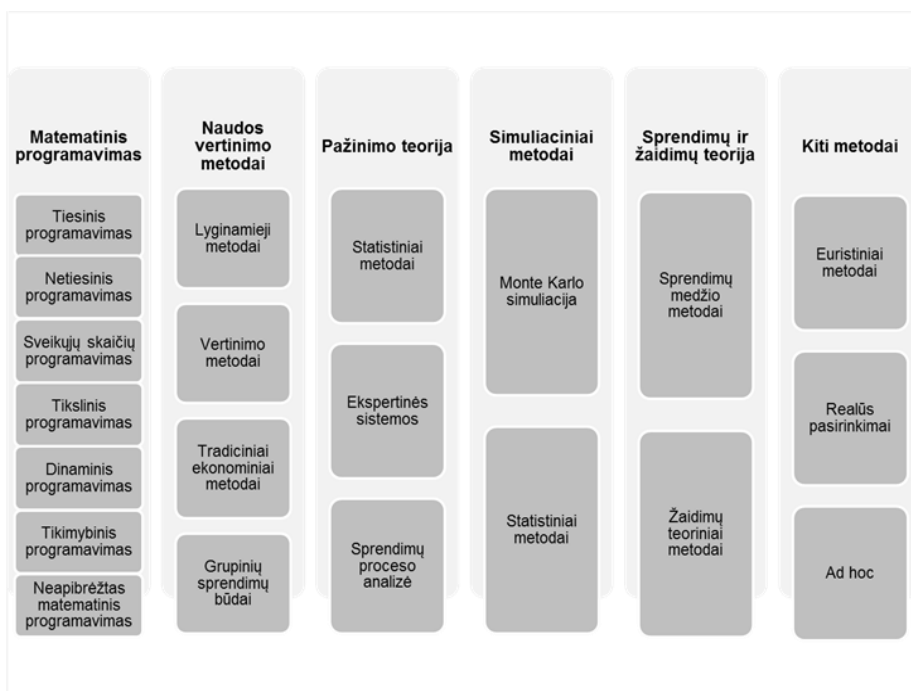 Matematinis
programavimas
Tiesinis
programavimas
Netiesinis
programavimas
Sveikųjų skaičių
programavimas
Tikslinis
programavimas
Dinaminis
programavimas
Tikimybinis
programavimas
Neapibrėžtas
matematinis
programavimas
Naudos
vertinimo
metodai
Lyginamieji
metodai
Vertinimo
metodai
Tradiciniai
ekonominiai
metodai
Grupinių
sprendimų
būdai
Pažinimo teorija
Statistiniai
metodai
Ekspertinės
sistemos
Sprendimų
proceso
analizė
Simuliaciniai
metodai
Monte Karlo
simuliacija
Statistiniai
metodai
Sprendimų ir
žaidimų teorija
Sprendimų
medžio
metodai
Žaidimų
teoriniai
metodai
Kiti metodai
Euristiniai
metodai
Realūs
pasirinkimai
Ad hoc